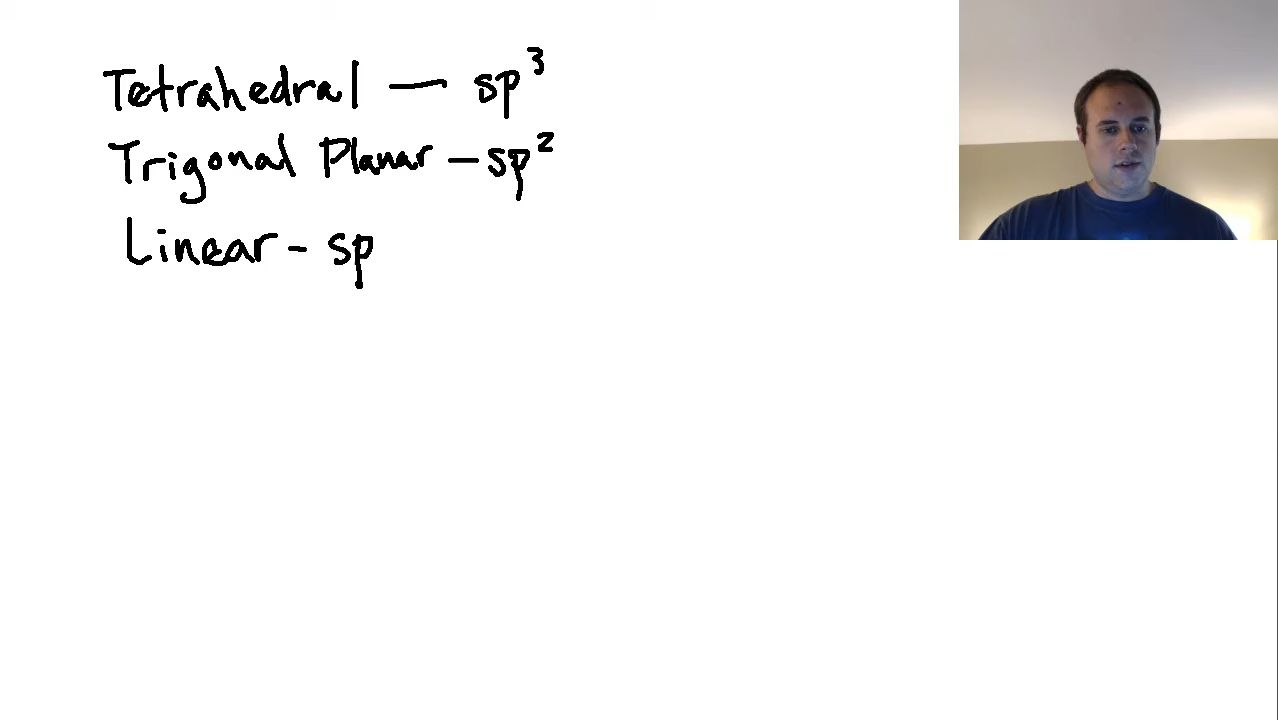 Tetrahedral — sp³
Trigonal Planar – sp²
Linear - sp